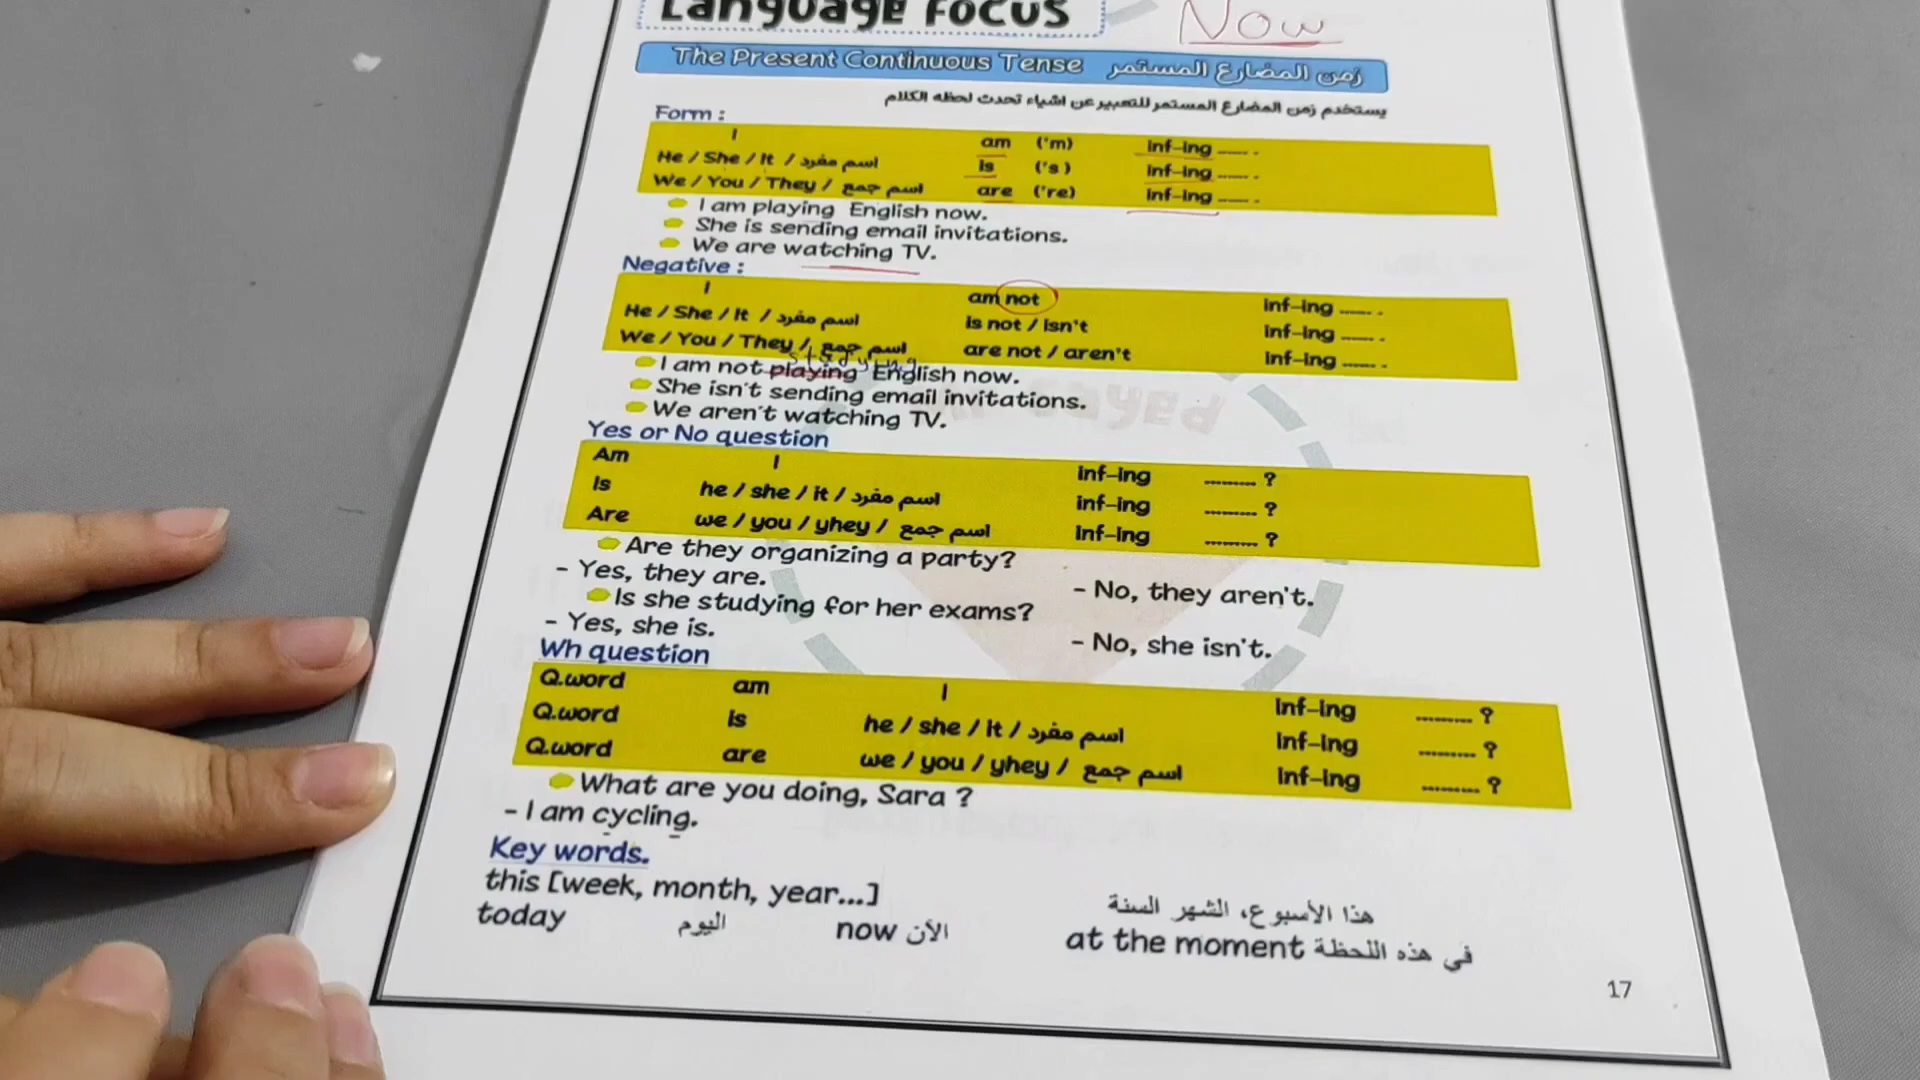 Language Focus
Now
The Present Continuous Tense زمن المضارع المستمر
يستخدم زمن المضارع المستمر للتعبير عن اشياء تحدث لحظه الكلام
Form :
I am ('m) inf-ing ...... .
He / She / It / اسم مفرد is ('s) inf-ing ...... .
We / You / They / اسم جمع are ('re) inf-ing ...... .
I am playing English now.
She is sending email invitations.
We are watching TV.
Negative :
I am not inf-ing ...... .
He / She / It / اسم مفرد is not / isn't inf-ing ...... .
We / You / They / اسم جمع are not / aren't inf-ing ...... .
studying
I am not playing English now.
She isn't sending email invitations.
We aren't watching TV.
Yes or No question
Am I inf-ing ......... ?
Is he / she / it / اسم مفرد inf-ing ......... ?
Are we / you / yhey / اسم جمع inf-ing ......... ?
Are they organizing a party?
- Yes, they are. - No, they aren't.
Is she studying for her exams?
- Yes, she is. - No, she isn't.
Wh question
Q.word am I inf-ing ......... ?
Q.word is he / she / it / اسم مفرد inf-ing ......... ?
Q.word are we / you / yhey / اسم جمع inf-ing ......... ?
What are you doing, Sara ?
- I am cycling.
Key words.
this [week, month, year...] هذا الأسبوع، الشهر السنة
today اليوم now الآن at the moment في هذه اللحظة
17